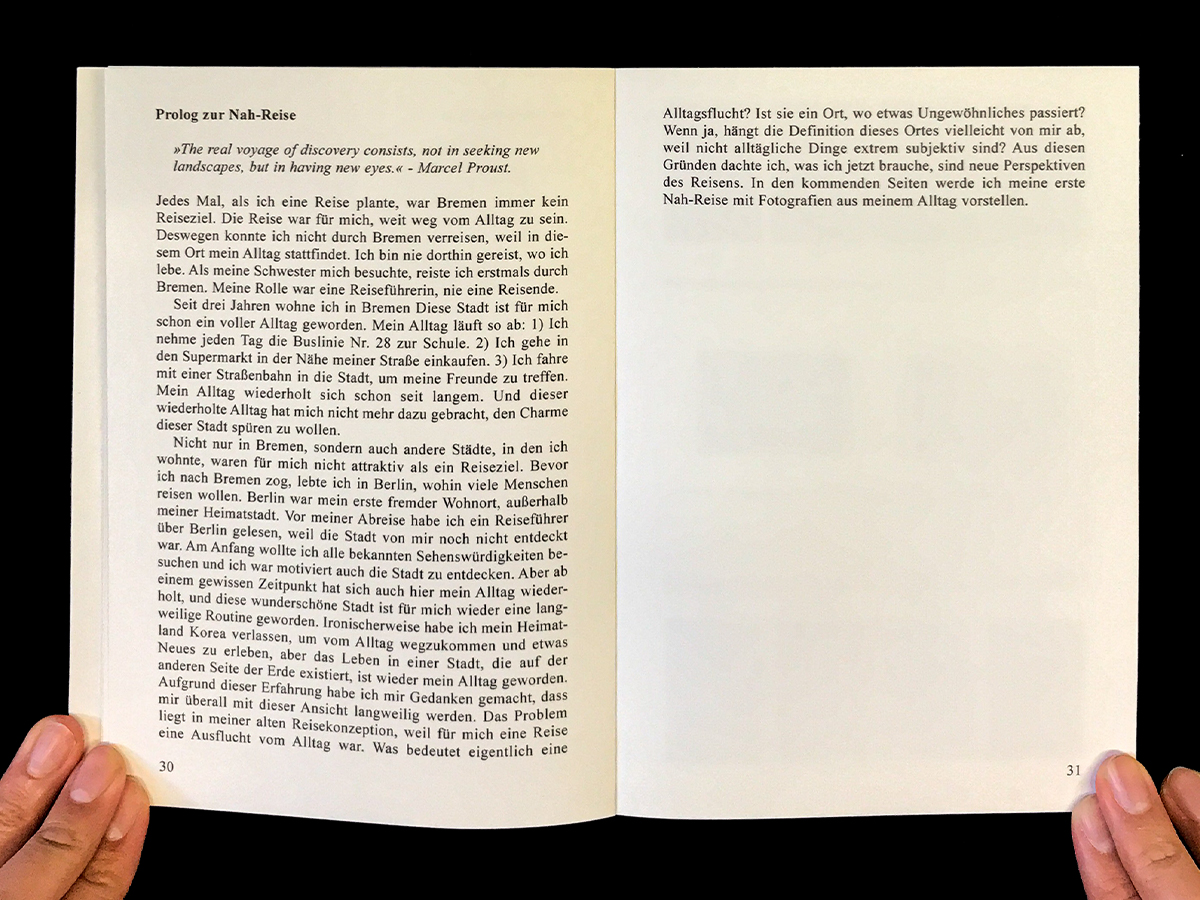 Prolog zur Nah-Reise
»The real voyage of discovery consists, not in seeking new
landscapes, but in having new eyes.« - Marcel Proust.
Jedes Mal, als ich eine Reise plante, war Bremen immer kein
Reiseziel. Die Reise war für mich, weit weg vom Alltag zu sein.
Deswegen konnte ich nicht durch Bremen verreisen, weil in die-
sem Ort mein Alltag stattfindet. Ich bin nie dorthin gereist, wo ich
lebe. Als meine Schwester mich besuchte, reiste ich erstmals durch
Bremen. Meine Rolle war eine Reiseführerin, nie eine Reisende.
Seit drei Jahren wohne ich in Bremen Diese Stadt ist für mich
schon ein voller Alltag geworden. Mein Alltag läuft so ab: 1) Ich
nehme jeden Tag die Buslinie Nr. 28 zur Schule. 2) Ich gehe in
den Supermarkt in der Nähe meiner Straße einkaufen. 3) Ich fahre
mit einer Straßenbahn in die Stadt, um meine Freunde zu treffen.
Mein Alltag wiederholt sich schon seit langem. Und dieser
wiederholte Alltag hat mich nicht mehr dazu gebracht, den Charme
dieser Stadt spüren zu wollen.
Nicht nur in Bremen, sondern auch andere Städte, in den ich
wohnte, waren für mich nicht attraktiv als ein Reiseziel. Bevor
ich nach Bremen zog, lebte ich in Berlin, wohin viele Menschen
reisen wollen. Berlin war mein erste fremder Wohnort, außerhalb
meiner Heimatstadt. Vor meiner Abreise habe ich ein Reiseführer
über Berlin gelesen, weil die Stadt von mir noch nicht entdeckt
war. Am Anfang wollte ich alle bekannten Sehenswürdigkeiten be-
suchen und ich war motiviert auch die Stadt zu entdecken. Aber ab
einem gewissen Zeitpunkt hat sich auch hier mein Alltag wieder-
holt, und diese wunderschöne Stadt ist für mich wieder eine lang-
weilige Routine geworden. Ironischerweise habe ich mein Heimat-
land Korea verlassen, um vom Alltag wegzukommen und etwas
Neues zu erleben, aber das Leben in einer Stadt, die auf der
anderen Seite der Erde existiert, ist wieder mein Alltag geworden.
Aufgrund dieser Erfahrung habe ich mir Gedanken gemacht, dass
mir überall mit dieser Ansicht langweilig werden. Das Problem
liegt in meiner alten Reisekonzeption, weil für mich eine Reise
eine Ausflucht vom Alltag war. Was bedeutet eigentlich eine
30
Alltagsflucht? Ist sie ein Ort, wo etwas Ungewöhnliches passiert?
Wenn ja, hängt die Definition dieses Ortes vielleicht von mir ab,
weil nicht alltägliche Dinge extrem subjektiv sind? Aus diesen
Gründen dachte ich, was ich jetzt brauche, sind neue Perspektiven
des Reisens. In den kommenden Seiten werde ich meine erste
Nah-Reise mit Fotografien aus meinem Alltag vorstellen.
31